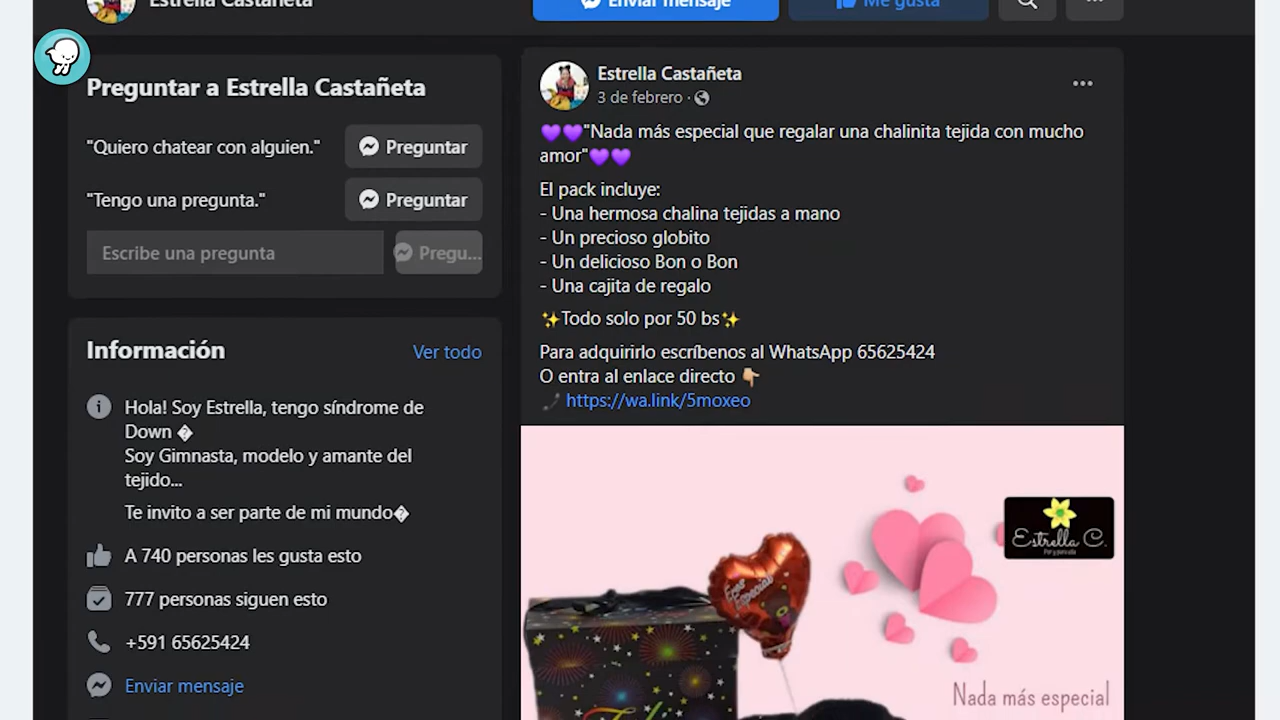 Estrella Castañeta
Enviar mensaje
Me gusta
Preguntar a Estrella Castañeta
"Quiero chatear con alguien."
Preguntar
"Tengo una pregunta."
Preguntar
Escribe una pregunta
Pregu...
Información
Ver todo
Hola! Soy Estrella, tengo síndrome de
Down �
Soy Gimnasta, modelo y amante del
tejido...
Te invito a ser parte de mi mundo�
A 740 personas les gusta esto
777 personas siguen esto
+591 65625424
Enviar mensaje
Estrella Castañeta
3 de febrero ·
💜💜"Nada más especial que regalar una chalinita tejida con mucho
amor"💜💜
El pack incluye:
- Una hermosa chalina tejidas a mano
- Un precioso globito
- Un delicioso Bon o Bon
- Una cajita de regalo
✨Todo solo por 50 bs✨
Para adquirirlo escríbenos al WhatsApp 65625424
O entra al enlace directo 👇🏼
https://wa.link/5moxeo
Estrella C.
Eres
Especial
Nada más especial